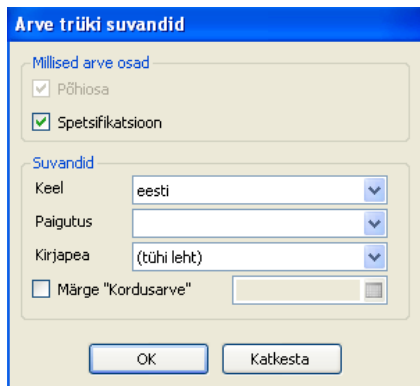 Arve trüki suvandid
Millised arve osad
Põhiosa
Spetsifikatsioon
Suvandid
Keel eesti
Paigutus
Kirjapea (tühi leht)
Märge "Kordusarve"
OK Katkesta